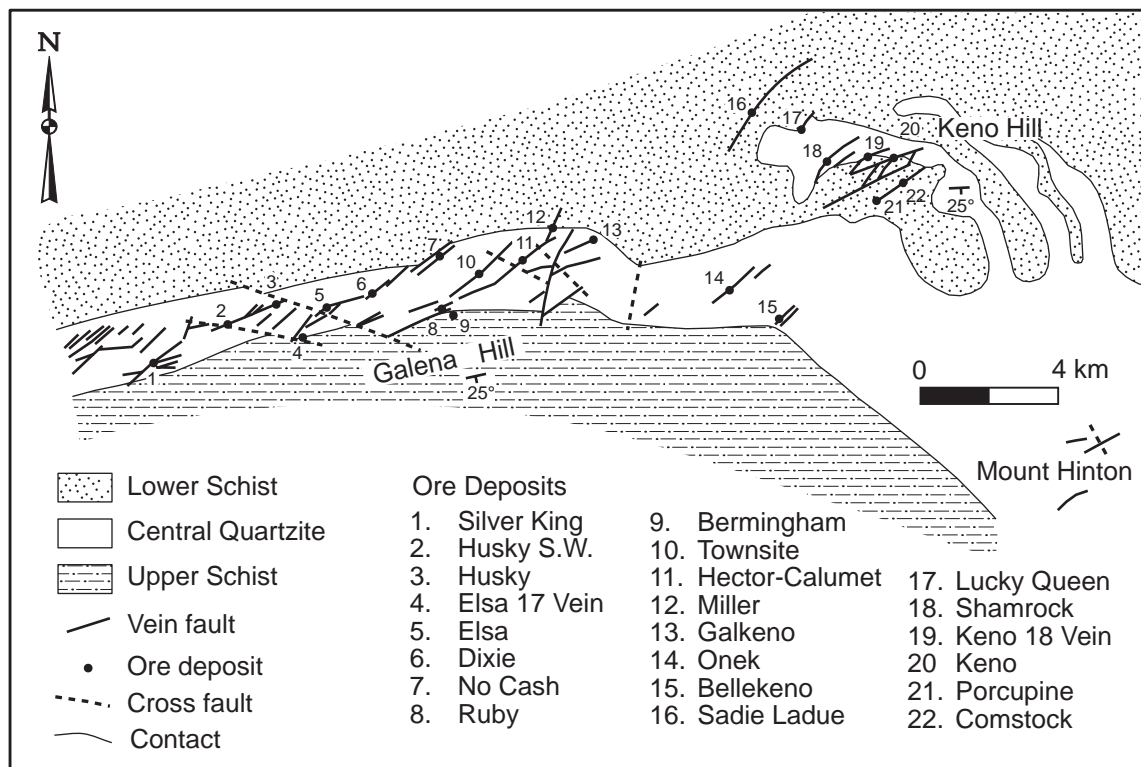 N
16
17
20
Keno Hill
18
19
22
21
25°
12
13
7
11
10
14
6
5
3
2
8
9
15
4
1
Galena Hill
25°
0 4 km
Mount Hinton
Lower Schist
Central Quartzite
Upper Schist
Vein fault
Ore deposit
Cross fault
Contact
Ore Deposits
1. Silver King
2. Husky S.W.
3. Husky
4. Elsa 17 Vein
5. Elsa
6. Dixie
7. No Cash
8. Ruby
9. Bermingham
10. Townsite
11. Hector-Calumet
12. Miller
13. Galkeno
14. Onek
15. Bellekeno
16. Sadie Ladue
17. Lucky Queen
18. Shamrock
19. Keno 18 Vein
20 Keno
21. Porcupine
22. Comstock